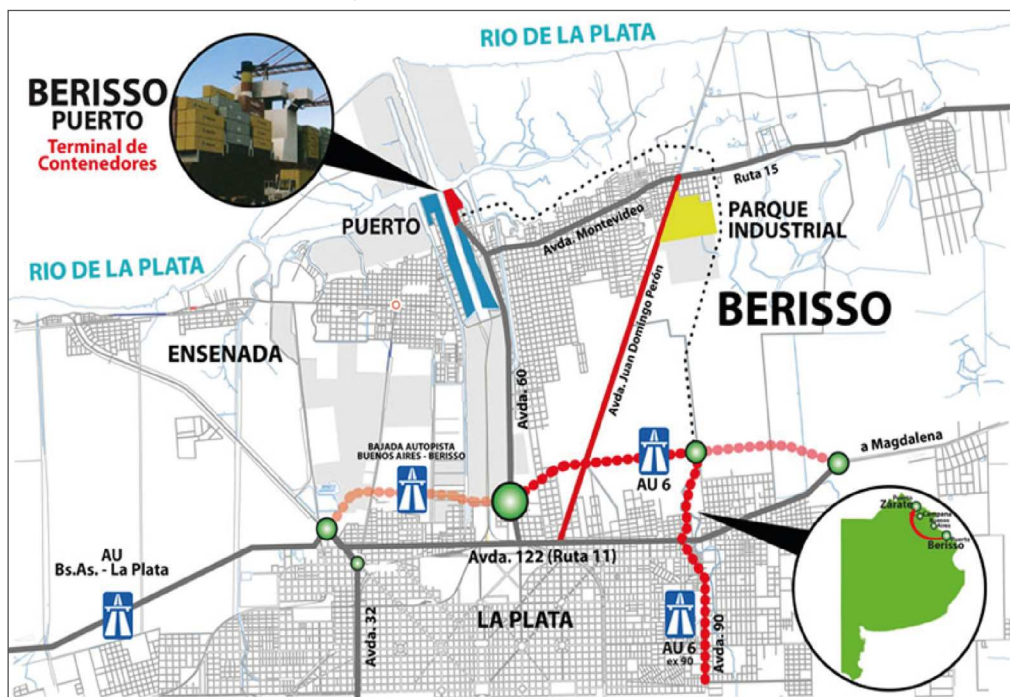 RIO DE LA PLATA
BERISSO
PUERTO
Terminal de
Contenedores
PUERTO
Avda. Montevideo
Ruta 15
PARQUE
INDUSTRIAL
RIO DE LA PLATA
BERISSO
ENSENADA
Avda. 60
Avda. Juan Domingo Perón
BAJADA AUTOPISTA
BUENOS AIRES - BERISSO
AU 6
a Magdalena
Zárate
Campana
Buenos
Aires
Puerto
Berisso
AU
Bs.As. - La Plata
Avda. 122 (Ruta 11)
Avda. 32
LA PLATA
AU 6
ex 90
Avda. 90